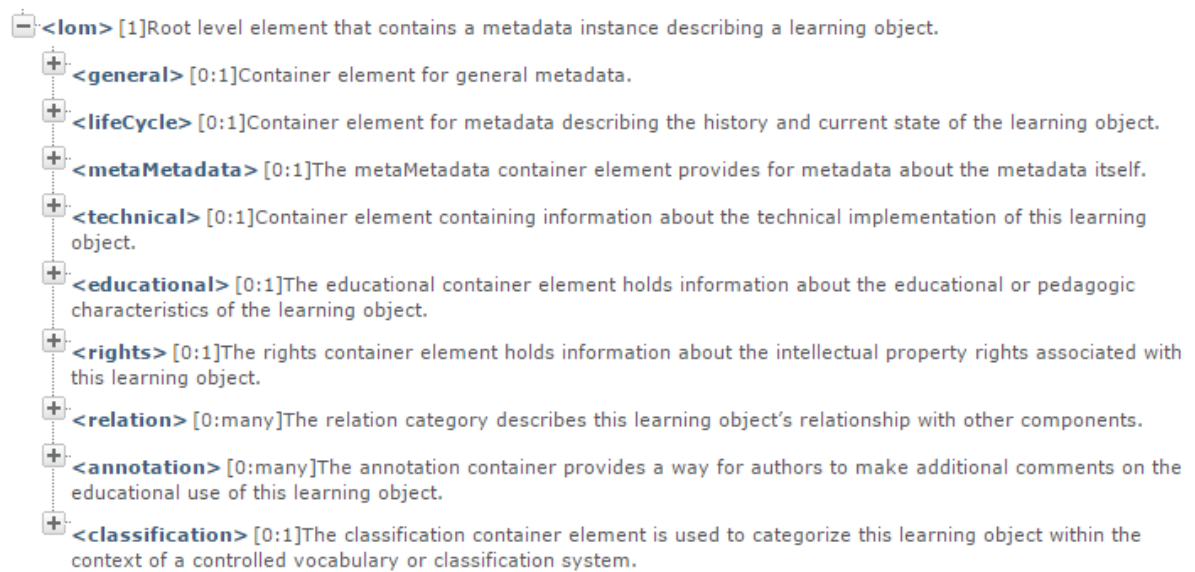 <lom> [1]Root level element that contains a metadata instance describing a learning object.
<general> [0:1]Container element for general metadata.
<lifeCycle> [0:1]Container element for metadata describing the history and current state of the learning object.
<metaMetadata> [0:1]The metaMetadata container element provides for metadata about the metadata itself.
<technical> [0:1]Container element containing information about the technical implementation of this learning
object.
<educational> [0:1]The educational container element holds information about the educational or pedagogic
characteristics of the learning object.
<rights> [0:1]The rights container element holds information about the intellectual property rights associated with
this learning object.
<relation> [0:many]The relation category describes this learning object’s relationship with other components.
<annotation> [0:many]The annotation container provides a way for authors to make additional comments on the
educational use of this learning object.
<classification> [0:1]The classification container element is used to categorize this learning object within the
context of a controlled vocabulary or classification system.